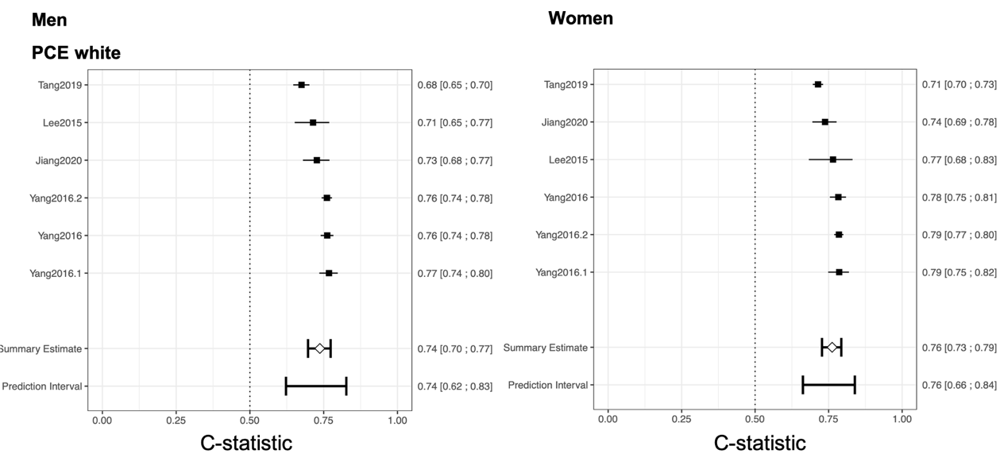 Men
PCE white
Tang2019 0.68 [0.65 ; 0.70]
Lee2015 0.71 [0.65 ; 0.77]
Jiang2020 0.73 [0.68 ; 0.77]
Yang2016.2 0.76 [0.74 ; 0.78]
Yang2016 0.76 [0.74 ; 0.78]
Yang2016.1 0.77 [0.74 ; 0.80]
Summary Estimate 0.74 [0.70 ; 0.77]
Prediction Interval 0.74 [0.62 ; 0.83]
0.00 0.25 0.50 0.75 1.00
C-statistic
Women
Tang2019 0.71 [0.70 ; 0.73]
Jiang2020 0.74 [0.69 ; 0.78]
Lee2015 0.77 [0.68 ; 0.83]
Yang2016 0.78 [0.75 ; 0.81]
Yang2016.2 0.79 [0.77 ; 0.80]
Yang2016.1 0.79 [0.75 ; 0.82]
Summary Estimate 0.76 [0.73 ; 0.79]
Prediction Interval 0.76 [0.66 ; 0.84]
0.00 0.25 0.50 0.75 1.00
C-statistic